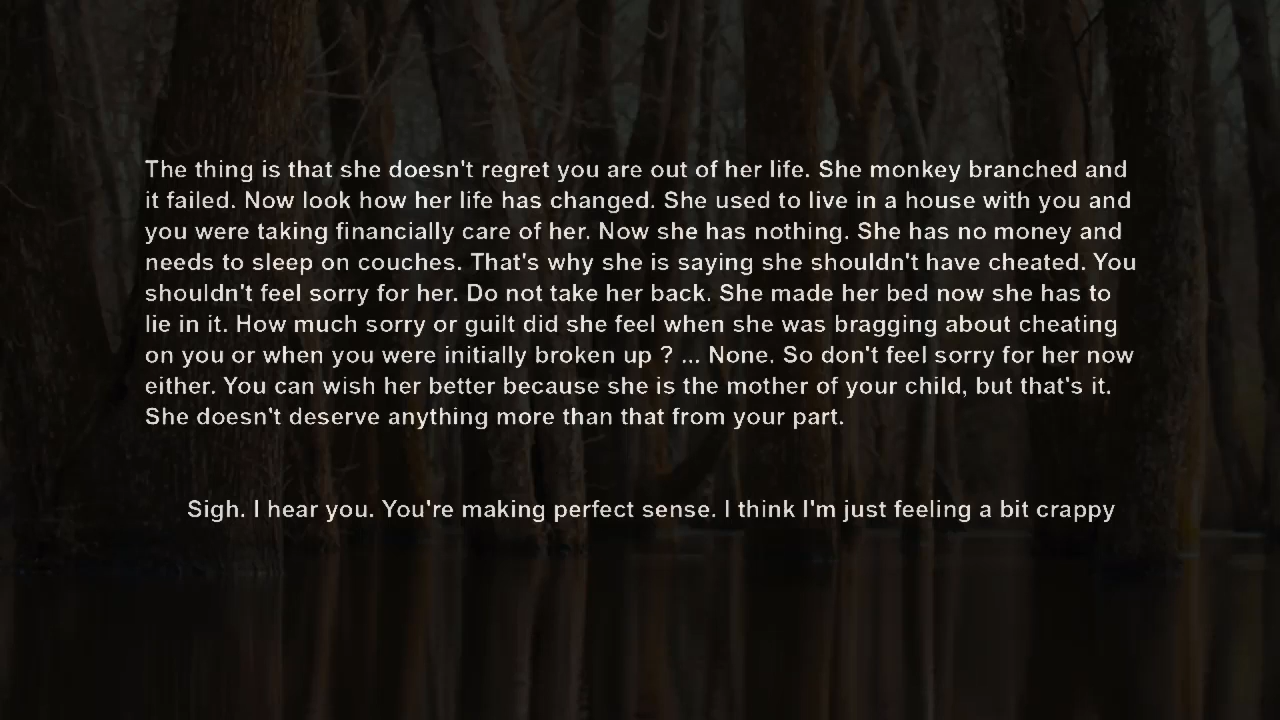 The thing is that she doesn't regret you are out of her life. She monkey branched and
it failed. Now look how her life has changed. She used to live in a house with you and
you were taking financially care of her. Now she has nothing. She has no money and
needs to sleep on couches. That's why she is saying she shouldn't have cheated. You
shouldn't feel sorry for her. Do not take her back. She made her bed now she has to
lie in it. How much sorry or guilt did she feel when she was bragging about cheating
on you or when you were initially broken up ? ... None. So don't feel sorry for her now
either. You can wish her better because she is the mother of your child, but that's it.
She doesn't deserve anything more than that from your part.
Sigh. I hear you. You're making perfect sense. I think I'm just feeling a bit crappy